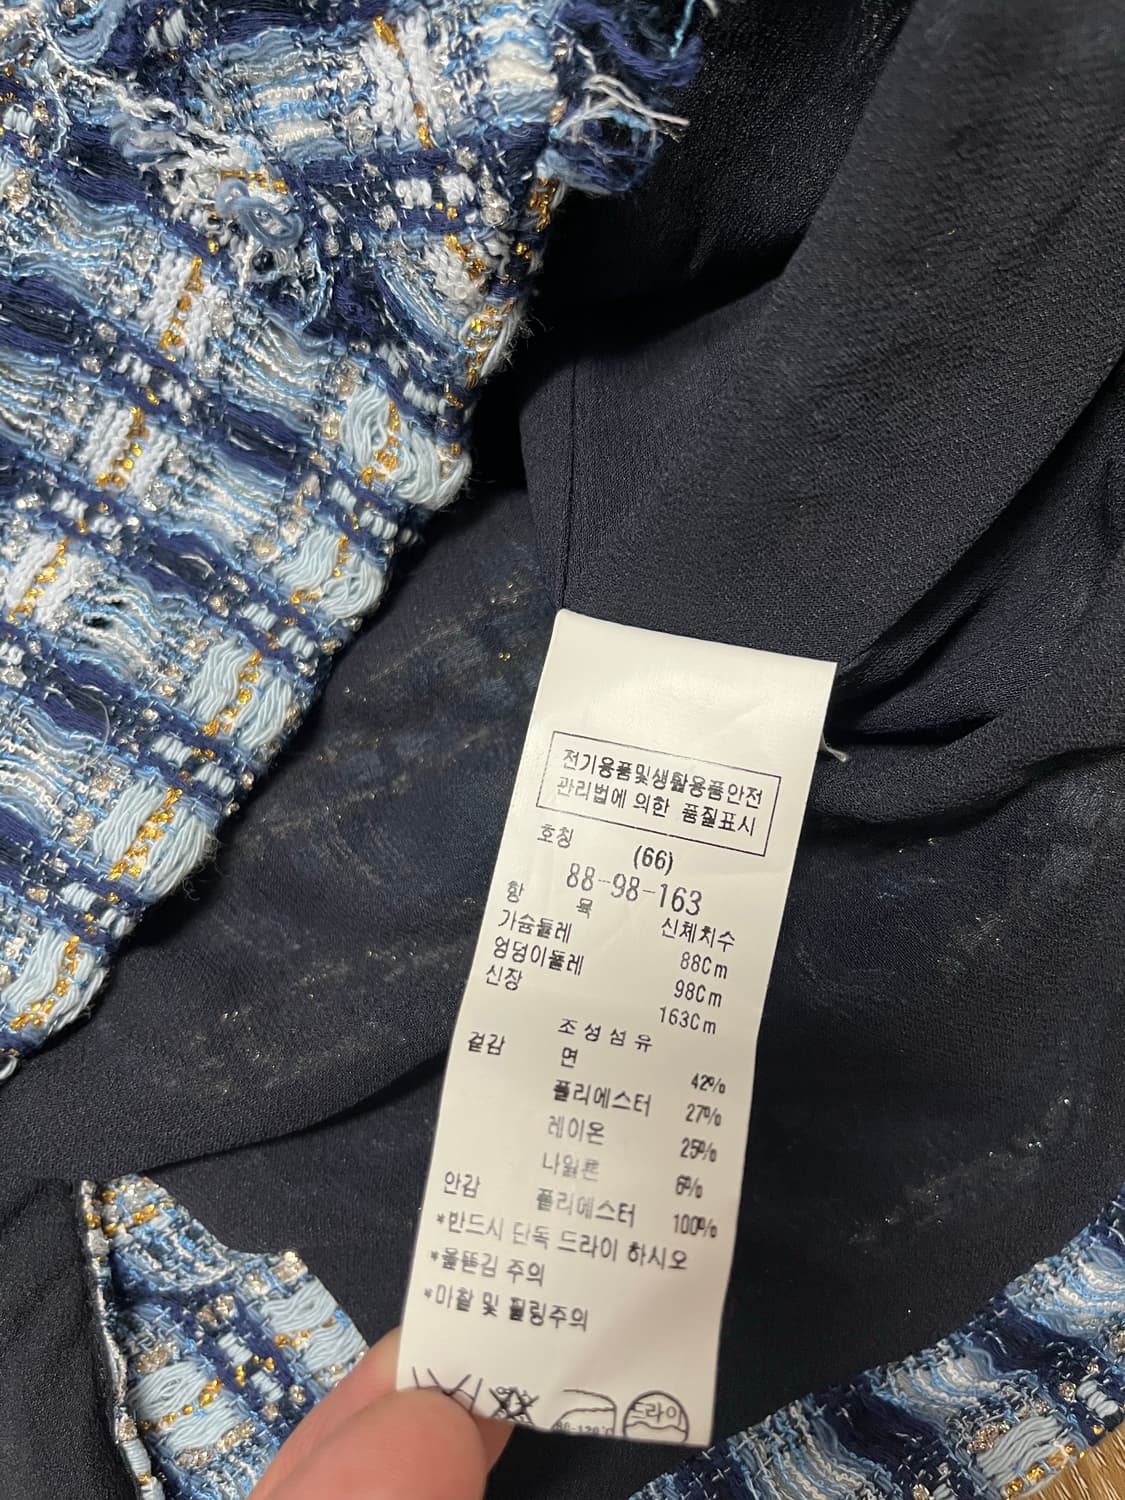 전기용품및생활용품안전
관리법에 의한 품질표시
호칭
(66)
88-98-163
항 목 신체치수
가슴둘레 88Cm
엉덩이둘레 98Cm
신장 163Cm
조성섬유
겉감 면 42%
폴리에스터 27%
레이온 25%
나일론 6%
안감 폴리에스터 100%
*반드시 단독 드라이 하시오
*올뜯김 주의
*마찰 및 필링주의
드라이